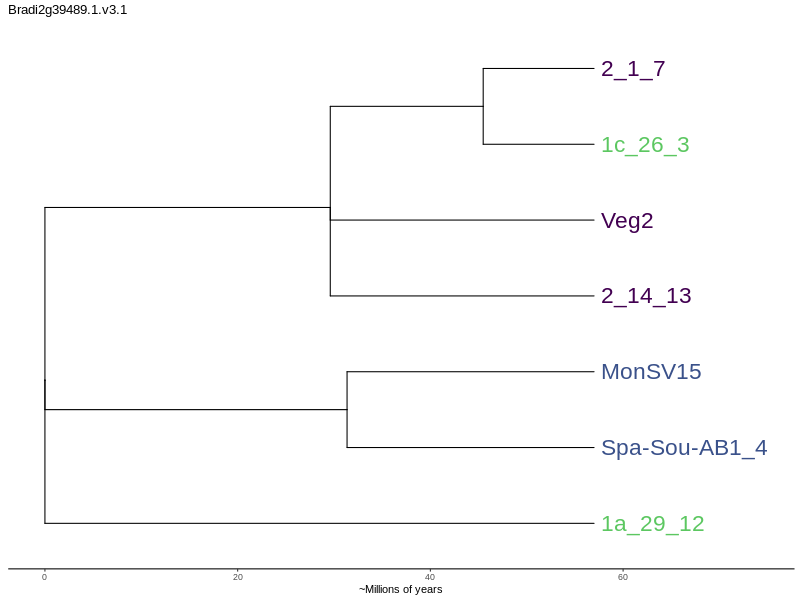 Bradi2g39489.1.v3.1
2_1_7
1c_26_3
Veg2
2_14_13
MonSV15
Spa-Sou-AB1_4
1a_29_12
0 20 40 60
~Millions of years